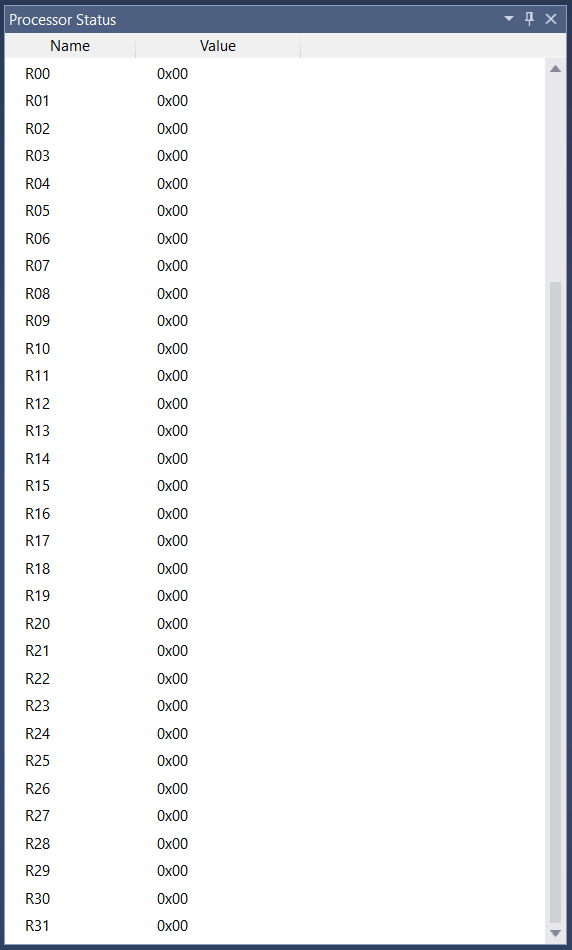 Processor Status
Name Value
R00 0x00
R01 0x00
R02 0x00
R03 0x00
R04 0x00
R05 0x00
R06 0x00
R07 0x00
R08 0x00
R09 0x00
R10 0x00
R11 0x00
R12 0x00
R13 0x00
R14 0x00
R15 0x00
R16 0x00
R17 0x00
R18 0x00
R19 0x00
R20 0x00
R21 0x00
R22 0x00
R23 0x00
R24 0x00
R25 0x00
R26 0x00
R27 0x00
R28 0x00
R29 0x00
R30 0x00
R31 0x00